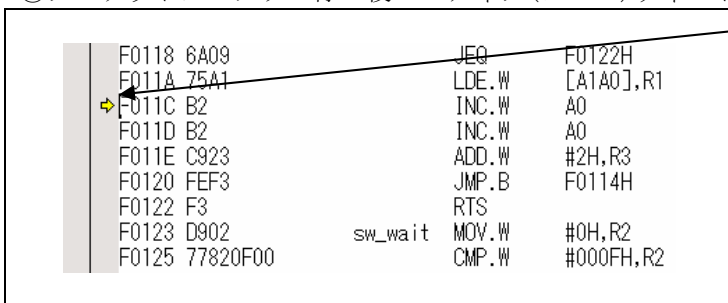 F0118 6A09 JEQ F0122H
F011A 75A1 LDE.W [A1A0],R1
F011C B2 INC.W A0
F011D B2 INC.W A0
F011E C923 ADD.W #2H,R3
F0120 FEF3 JMP.B F0114H
F0122 F3 RTS
F0123 D902 sw_wait MOV.W #0H,R2
F0125 77820F00 CMP.W #000FH,R2